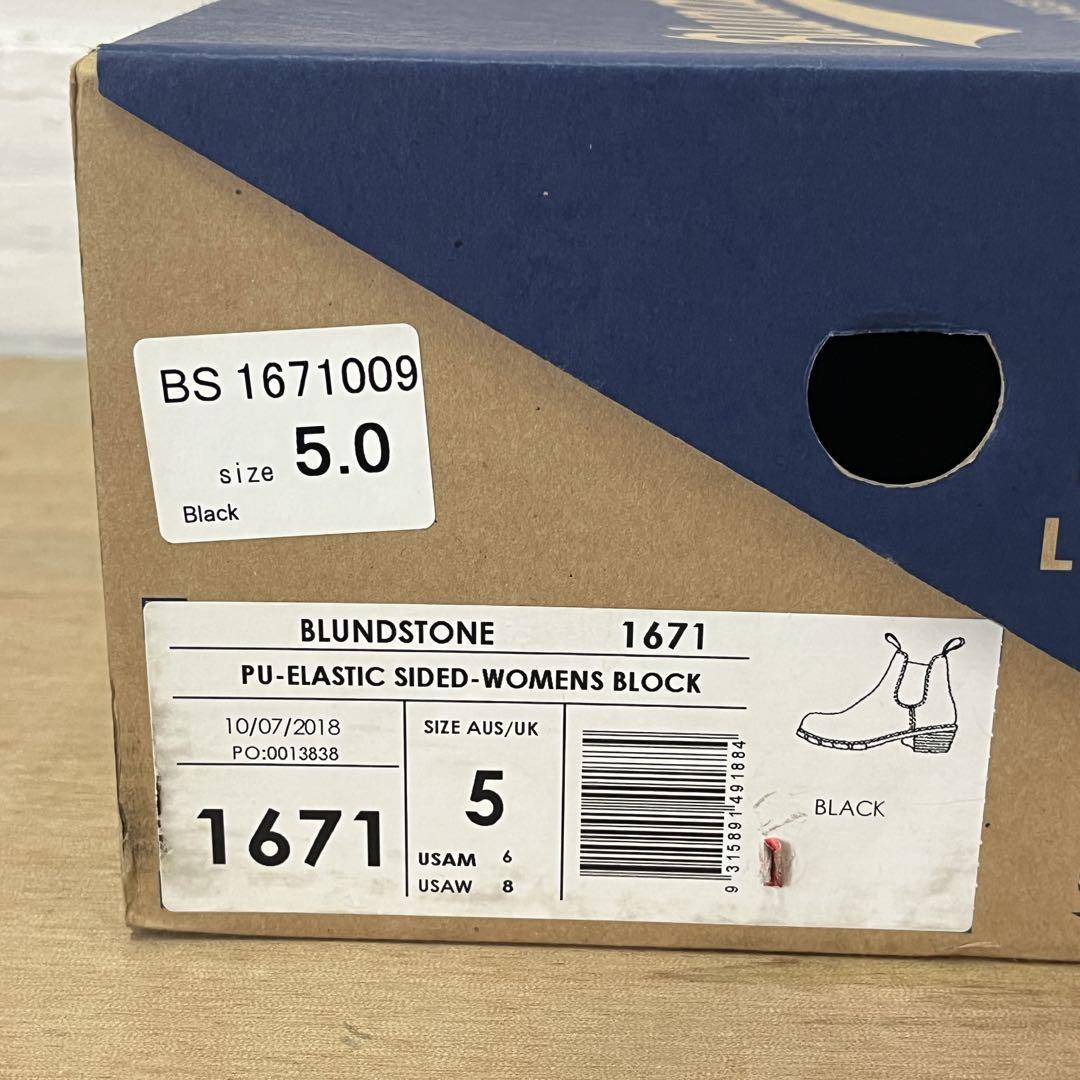 BS 1671009
size 5.0
Black
L
BLUNDSTONE 1671
PU-ELASTIC SIDED-WOMENS BLOCK
10/07/2018
PO:0013838
1671
SIZE AUS/UK
5
USAM 6
USAW 8
9 315891 491884
BLACK